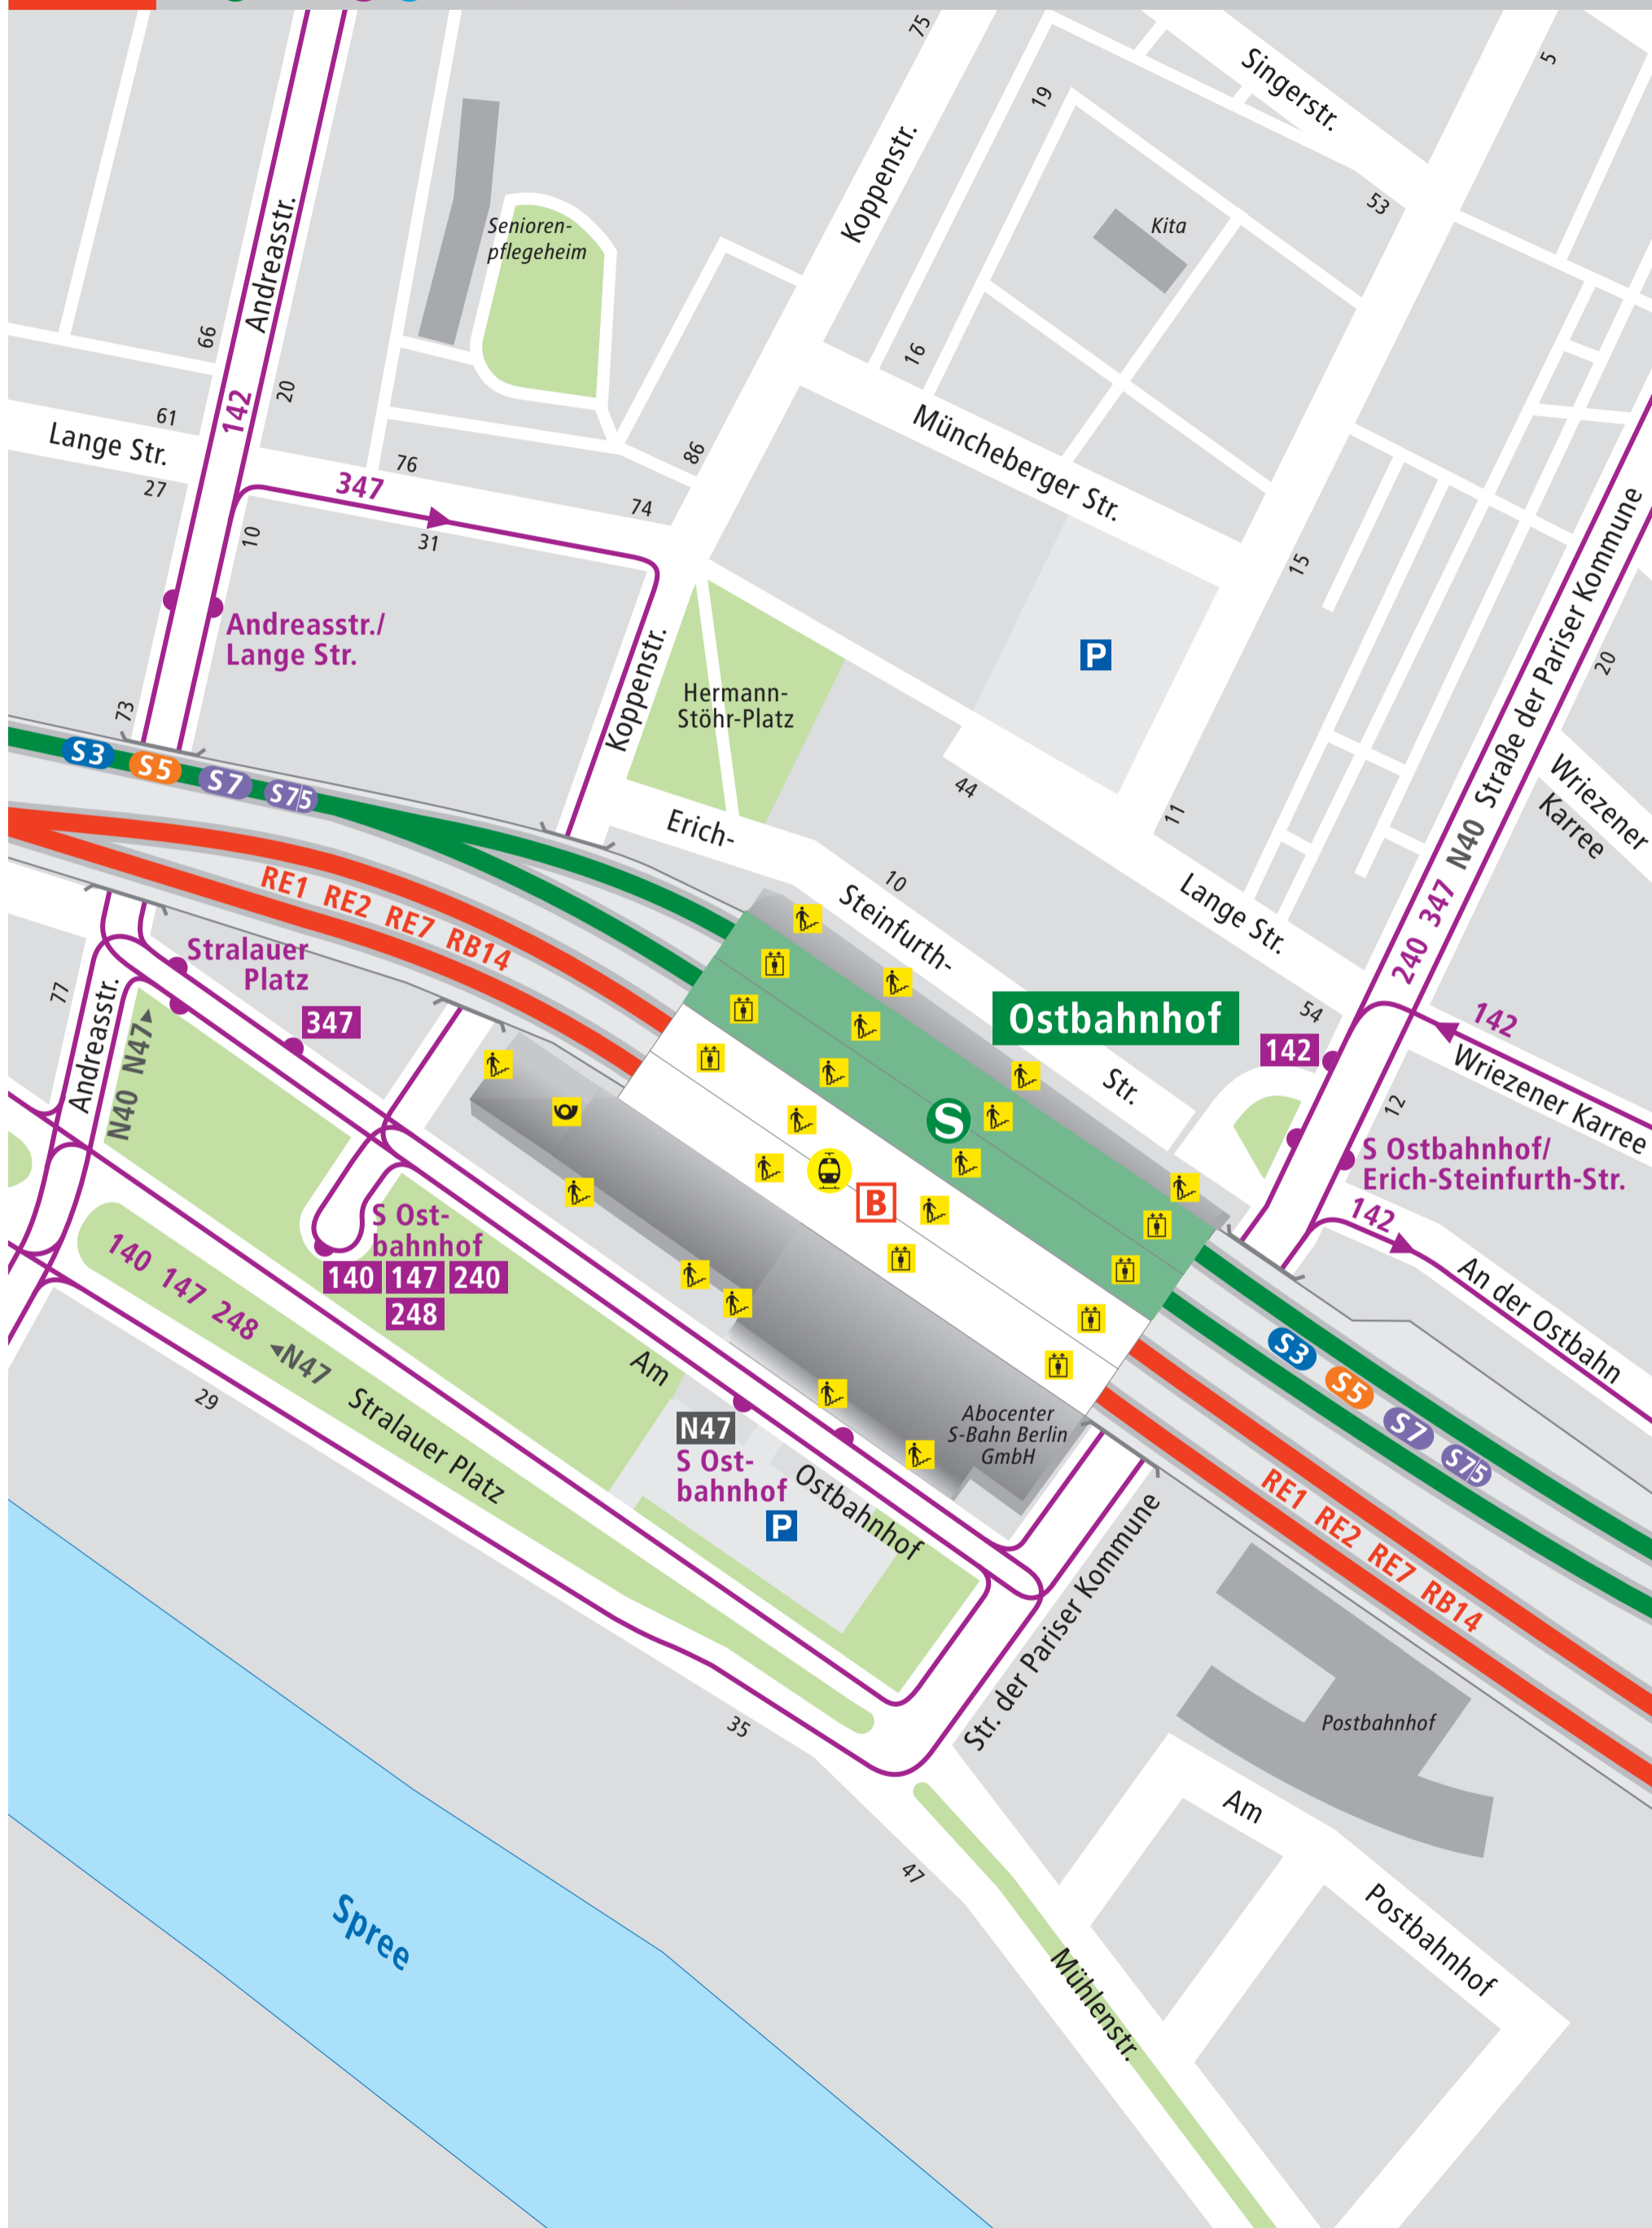 75
5
Singerstr.
19
53
Koppenstr.
Kita
Andreasstr.
Senioren-
pflegeheim
66
20
16
142
61
Lange Str.
27
76
347
74
86
Müncheberger Str.
31
10
15
Andreasstr./
Lange Str.
P
Straße der Pariser Kommune
20
Koppenstr.
Hermann-
Stöhr-Platz
73
S3
S5
S7
S75
44
11
Wriezener
Karree
N40
Erich-
10
Steinfurth-
Str.
Lange Str.
240 347
RE1 RE2 RE7 RB14
Stralauer
Platz
347
77
Andreasstr.
N40 N47
Ostbahnhof
54
142
142
Wriezener Karree
12
S
B
S Ostbahnhof/
Erich-Steinfurth-Str.
142
An der Ostbahn
S Ost-
bahnhof
140 147 240
248
140 147 248
N47
Stralauer Platz
29
Am
Ostbahnhof
N47
S Ost-
bahnhof
P
Abocenter
S-Bahn Berlin
GmbH
S3
S5
S7
S75
RE1 RE2 RE7 RB14
Str. der Pariser Kommune
35
Postbahnhof
Am
Postbahnhof
47
Spree
Mühlenstr.